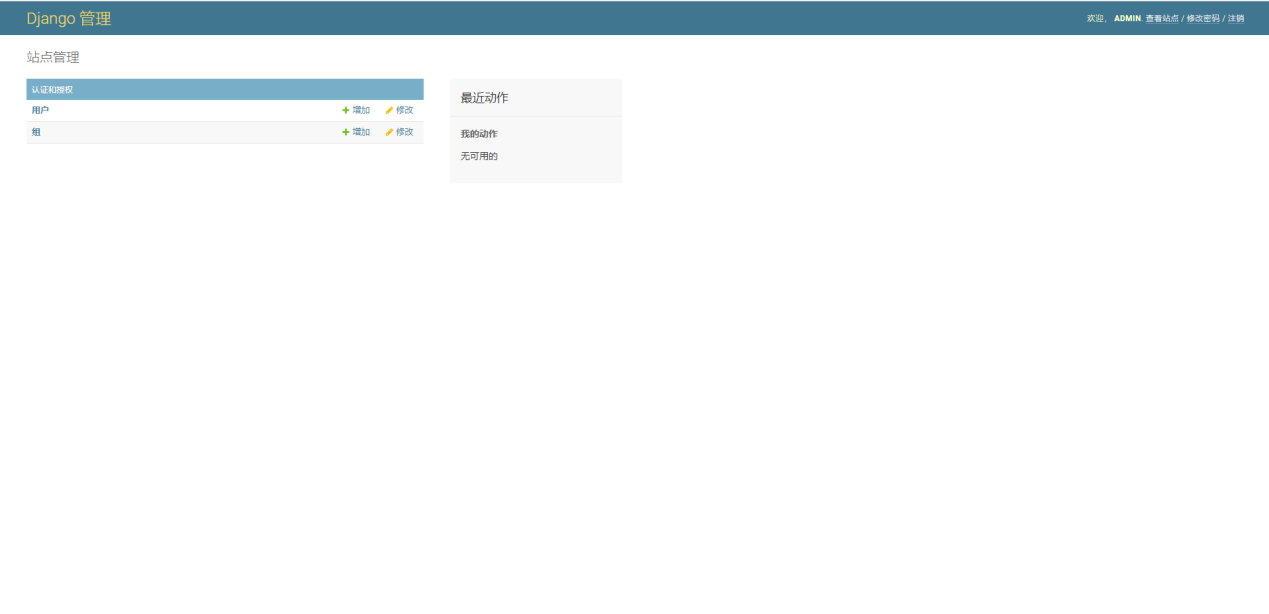 Django 管理
欢迎， ADMIN. 查看站点 / 修改密码 / 注销
站点管理
认证和授权
用户 增加 修改
组 增加 修改
最近动作
我的动作
无可用的